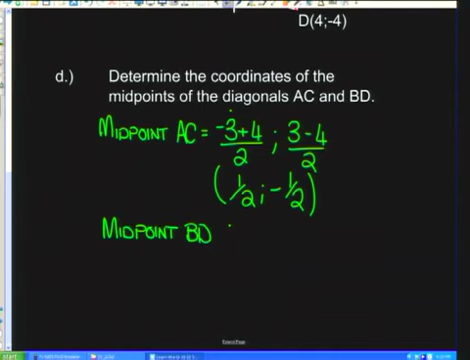 D(4;-4)
d.) Determine the coordinates of the
midpoints of the diagonals AC and BD.
MIDPOINT AC = -3+4/2 ; 3-4/2
(1/2 ; -1/2)
MIDPOINT BD
start